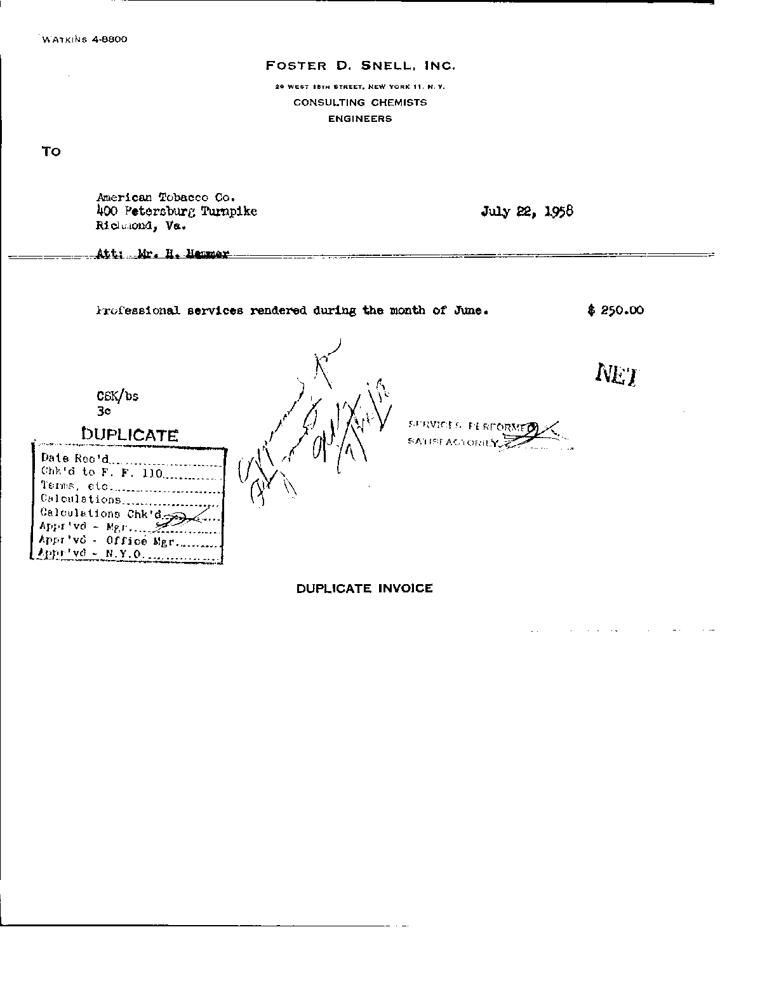 WATKINS 4-8800
FOSTER D. SNELL, INC.
29 WEST 15TH STREET, NEW YORK 11, N. Y.
CONSULTING CHEMISTS
ENGINEERS
TO
American Tobacco Co.
400 Petersburg Turnpike
Richmond, Va.
July 22, 1958
Att: Mr. H.
Professional services rendered during the month of June. $ 250.00
NET
CSK/bs
3c
SERVICES PERFORMED
SATISFACTORILY
DUPLICATE
Date Rec'd
Chk'd to F. F. 110
Terms, etc.
Calculations
Calculations Chk'd
Appr'vd - Mgr.
Appr'vd - Office Mgr.
Appr'vd - N.Y.O.
Approved for
DUPLICATE INVOICE